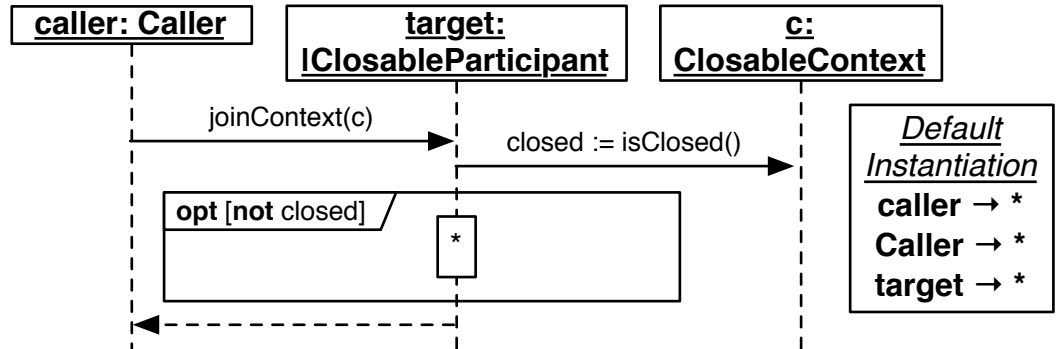 caller: Caller
target:
IClosableParticipant
c:
ClosableContext
joinContext(c)
closed := isClosed()
Default
Instantiation
caller → *
Caller → *
target → *
opt [not closed]
*